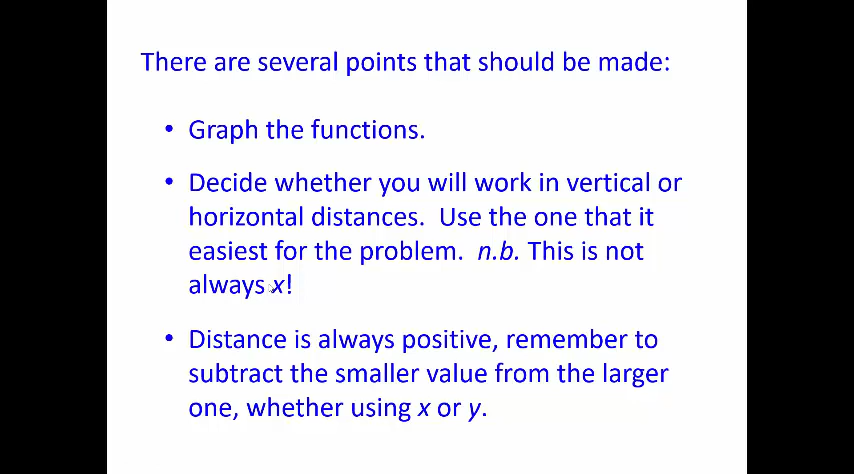 There are several points that should be made:
• Graph the functions.
• Decide whether you will work in vertical or
horizontal distances. Use the one that it
easiest for the problem. n.b. This is not
always x!
• Distance is always positive, remember to
subtract the smaller value from the larger
one, whether using x or y.